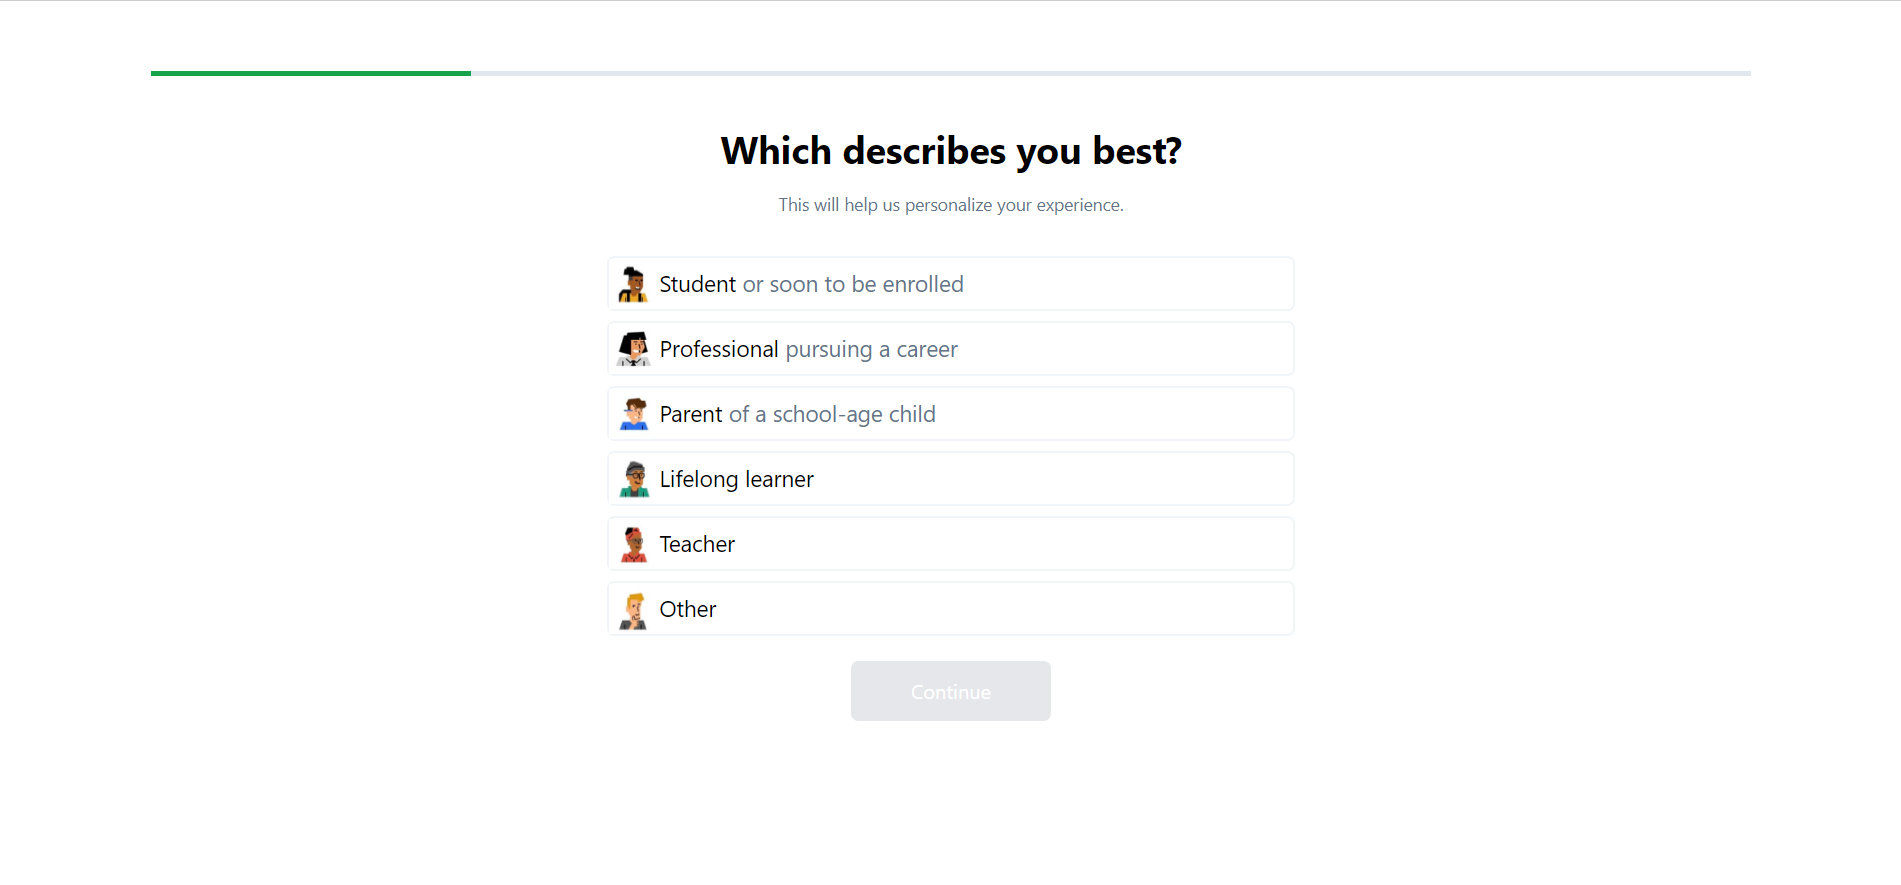 Which describes you best?
This will help us personalize your experience.
Student or soon to be enrolled
Professional pursuing a career
Parent of a school-age child
Lifelong learner
Teacher
Other
Continue